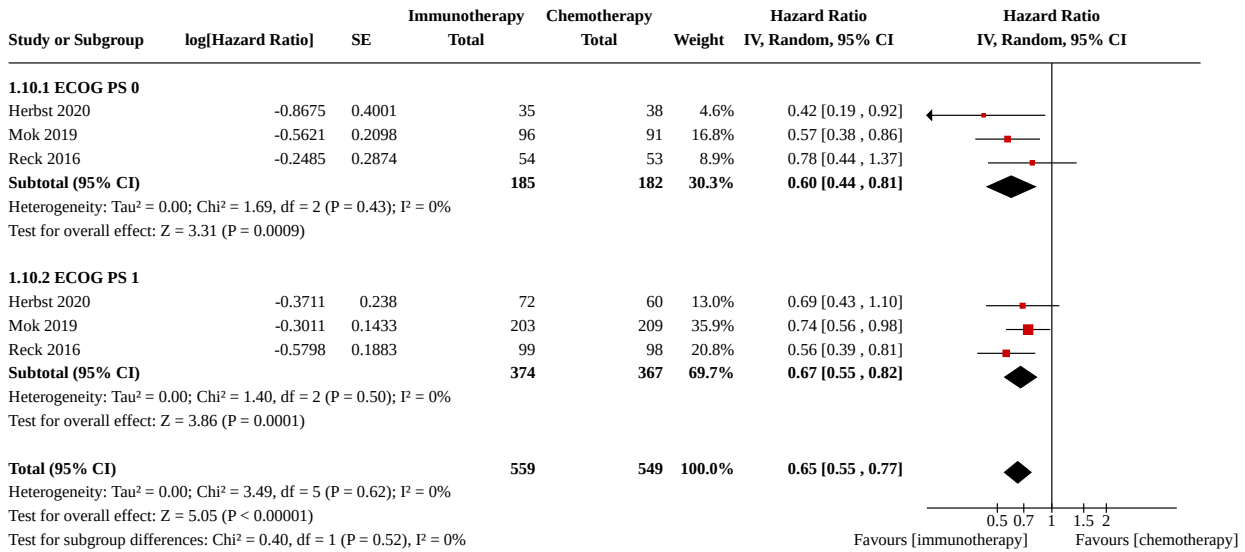 Immunotherapy Chemotherapy Hazard Ratio Hazard Ratio
Study or Subgroup log[Hazard Ratio] SE Total Total Weight IV, Random, 95% CI IV, Random, 95% CI
1.10.1 ECOG PS 0
Herbst 2020 -0.8675 0.4001 35 38 4.6% 0.42 [0.19 , 0.92]
Mok 2019 -0.5621 0.2098 96 91 16.8% 0.57 [0.38 , 0.86]
Reck 2016 -0.2485 0.2874 54 53 8.9% 0.78 [0.44 , 1.37]
Subtotal (95% CI) 185 182 30.3% 0.60 [0.44 , 0.81]
Heterogeneity: Tau² = 0.00; Chi² = 1.69, df = 2 (P = 0.43); I² = 0%
Test for overall effect: Z = 3.31 (P = 0.0009)
1.10.2 ECOG PS 1
Herbst 2020 -0.3711 0.238 72 60 13.0% 0.69 [0.43 , 1.10]
Mok 2019 -0.3011 0.1433 203 209 35.9% 0.74 [0.56 , 0.98]
Reck 2016 -0.5798 0.1883 99 98 20.8% 0.56 [0.39 , 0.81]
Subtotal (95% CI) 374 367 69.7% 0.67 [0.55 , 0.82]
Heterogeneity: Tau² = 0.00; Chi² = 1.40, df = 2 (P = 0.50); I² = 0%
Test for overall effect: Z = 3.86 (P = 0.0001)
Total (95% CI) 559 549 100.0% 0.65 [0.55 , 0.77]
Heterogeneity: Tau² = 0.00; Chi² = 3.49, df = 5 (P = 0.62); I² = 0%
Test for overall effect: Z = 5.05 (P < 0.00001) 0.5 0.7 1 1.5 2
Test for subgroup differences: Chi² = 0.40, df = 1 (P = 0.52), I² = 0% Favours [immunotherapy] Favours [chemotherapy]